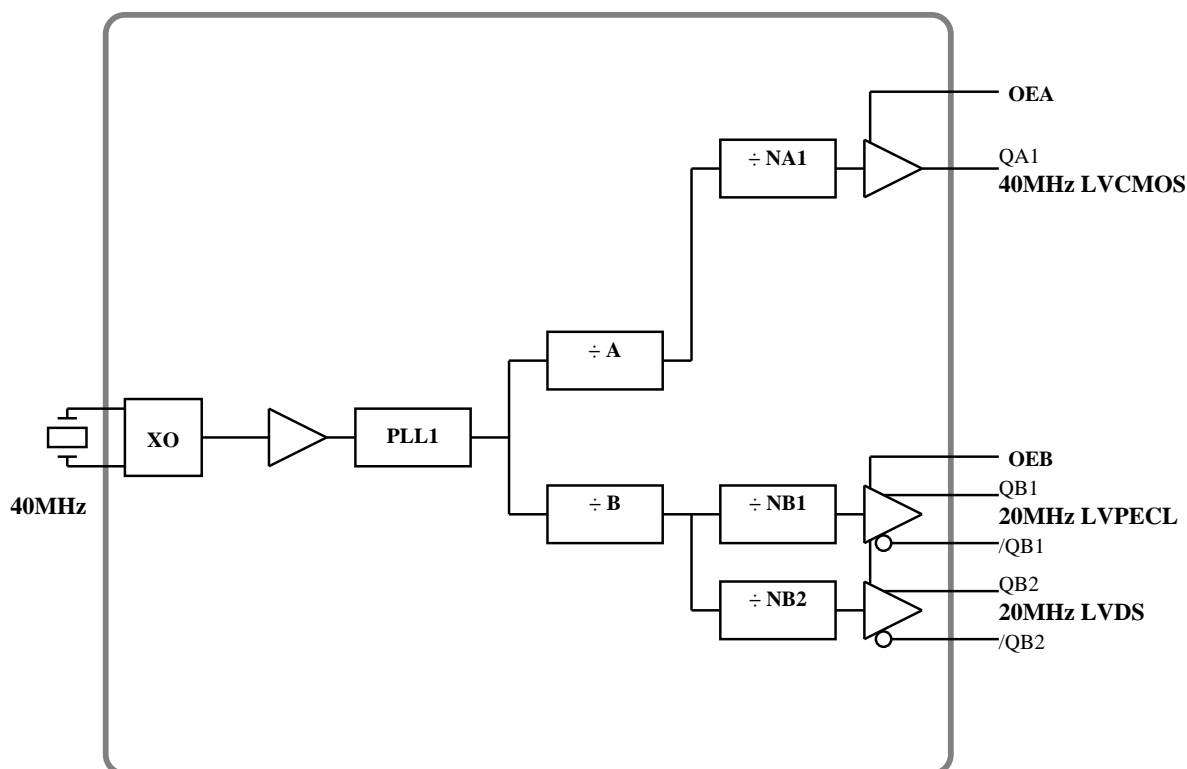 OEA
÷ NA1
QA1
40MHz LVCMOS
÷ A
XO
PLL1
40MHz
OEB
÷ B
÷ NB1
QB1
20MHz LVPECL
/QB1
÷ NB2
QB2
20MHz LVDS
/QB2